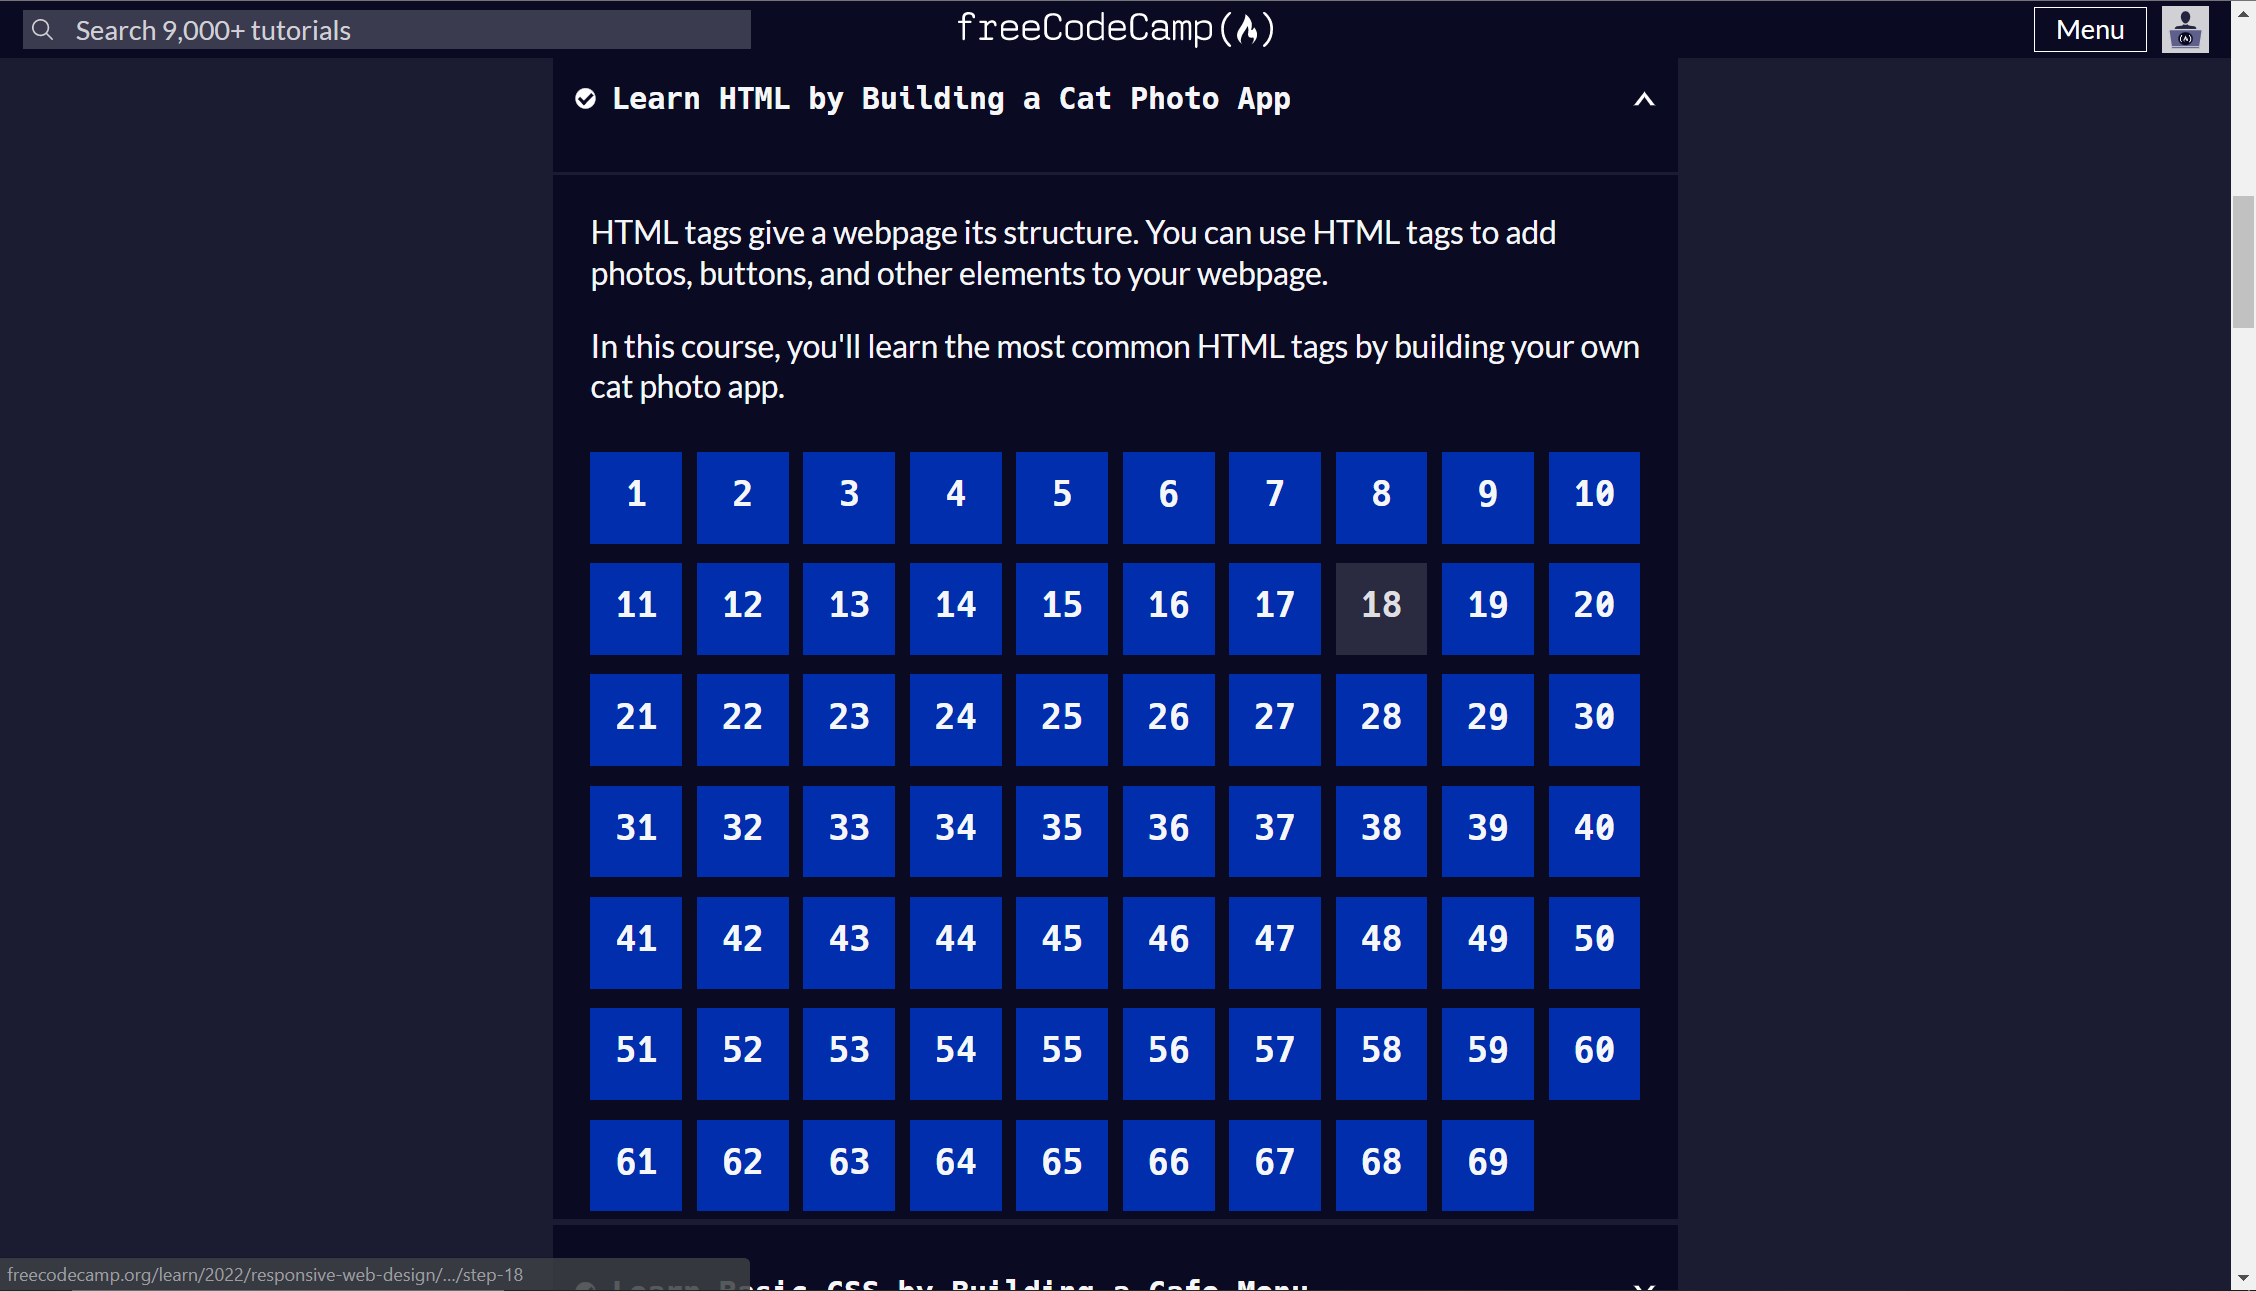 Search 9,000+ tutorials
freeCodeCamp
Menu
Learn HTML by Building a Cat Photo App
HTML tags give a webpage its structure. You can use HTML tags to add
photos, buttons, and other elements to your webpage.
In this course, you'll learn the most common HTML tags by building your own
cat photo app.
1 2 3 4 5 6 7 8 9 10
11 12 13 14 15 16 17 18 19 20
21 22 23 24 25 26 27 28 29 30
31 32 33 34 35 36 37 38 39 40
41 42 43 44 45 46 47 48 49 50
51 52 53 54 55 56 57 58 59 60
61 62 63 64 65 66 67 68 69
Learn Basic CSS by Building a Cafe Menu
freecodecamp.org/learn/2022/responsive-web-design/.../step-18